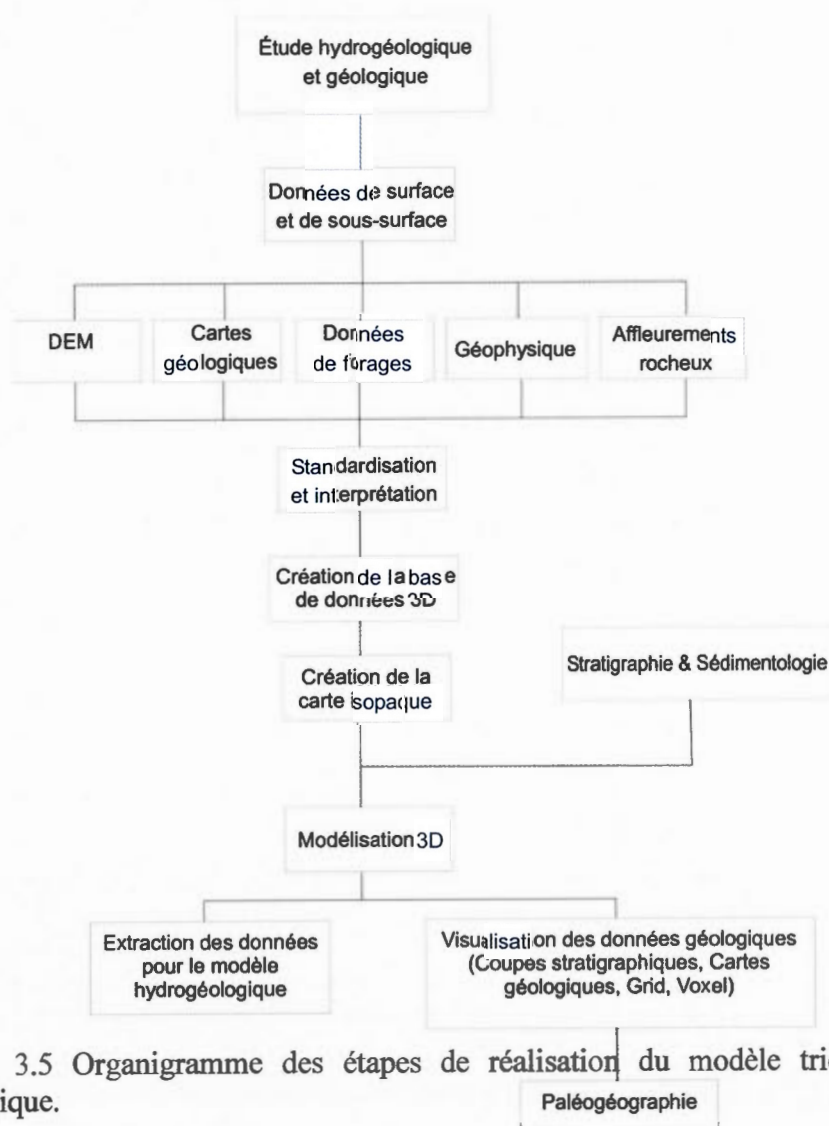 Étude hydrogéologique
et géologique
Données de surface
et de sous-surface
DEM
Cartes
géologiques
Données
de forages
Géophysique
Affleurements
rocheux
Standardisation
et interprétation
Création de la base
de données 3D
Création de la
carte isopaque
Stratigraphie & Sédimentologie
Modélisation 3D
Extraction des données
pour le modèle
hydrogéologique
Visualisation des données géologiques
(Coupes stratigraphiques, Cartes
géologiques, Grid, Voxel)
3.5 Organigramme des étapes de réalisation du modèle tri
ique.
Paléogéographie